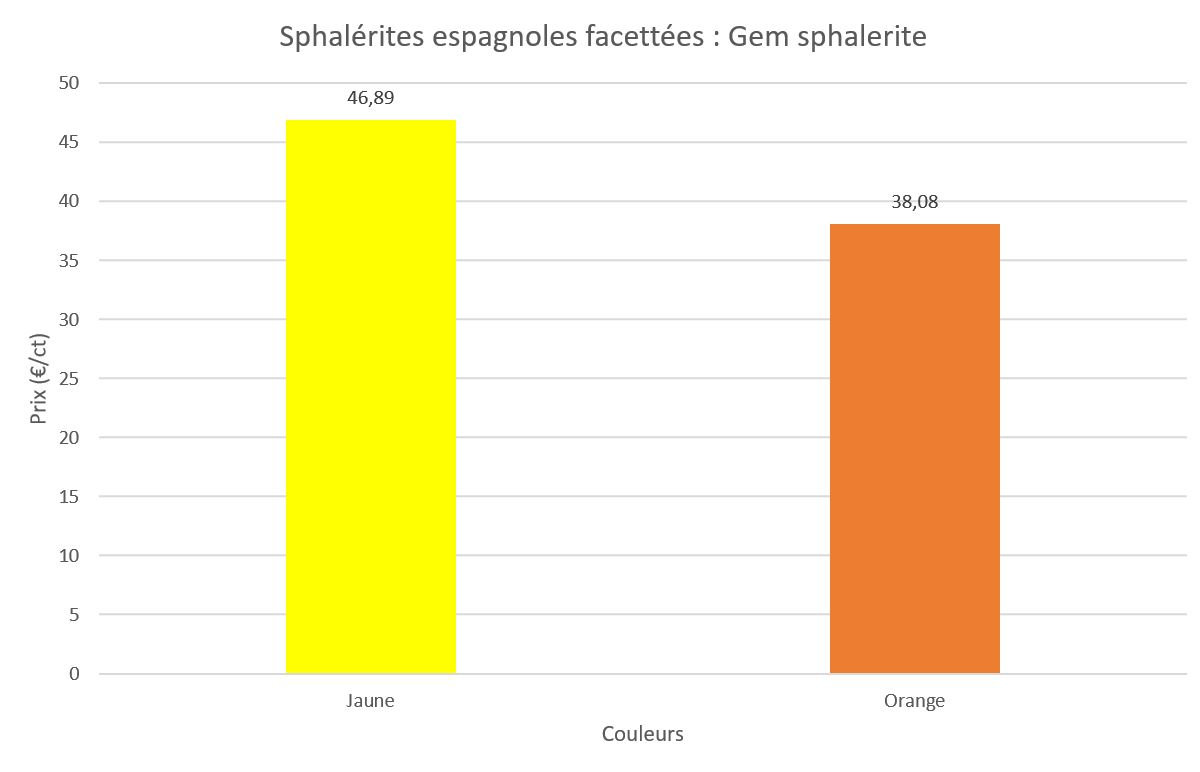 Sphalérites espagnoles facettées : Gem sphalerite
Prix (€/ct)
50
45
40
35
30
25
20
15
10
5
0
46,89
38,08
Jaune
Orange
Couleurs